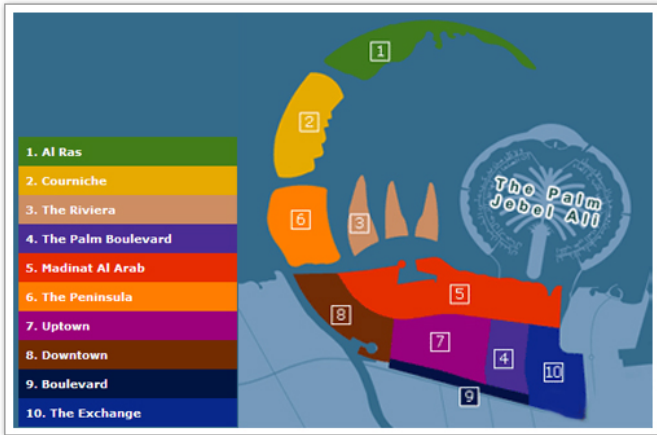 1
2
The Palm
Jebel Ali
6
3
5
8
7
4
10
9
1. Al Ras
2. Courniche
3. The Riviera
4. The Palm Boulevard
5. Madinat Al Arab
6. The Peninsula
7. Uptown
8. Downtown
9. Boulevard
10. The Exchange